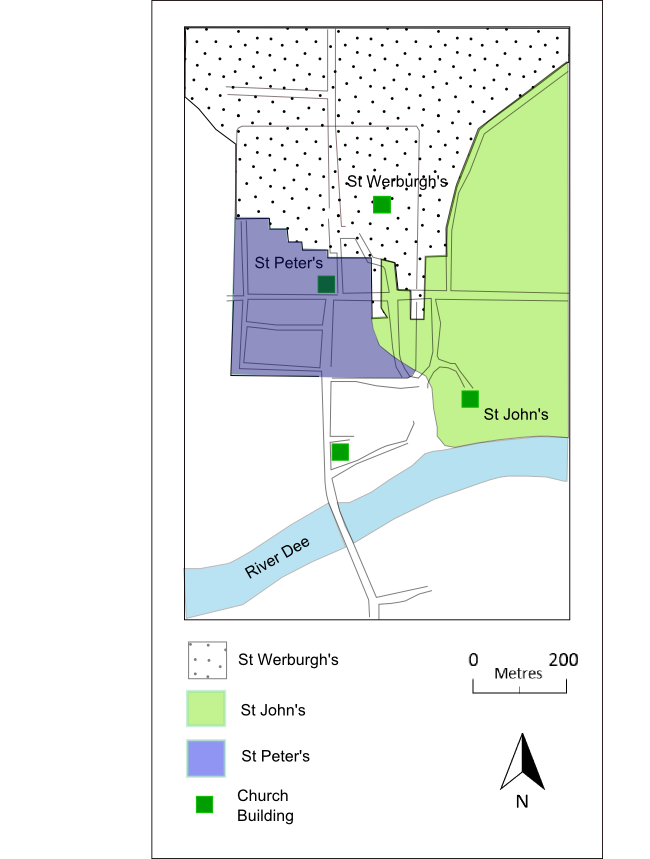 St Werburgh's
St Peter's
St John's
River Dee
St Werburgh's
St John's
St Peter's
Church
Building
0 200
Metres
N